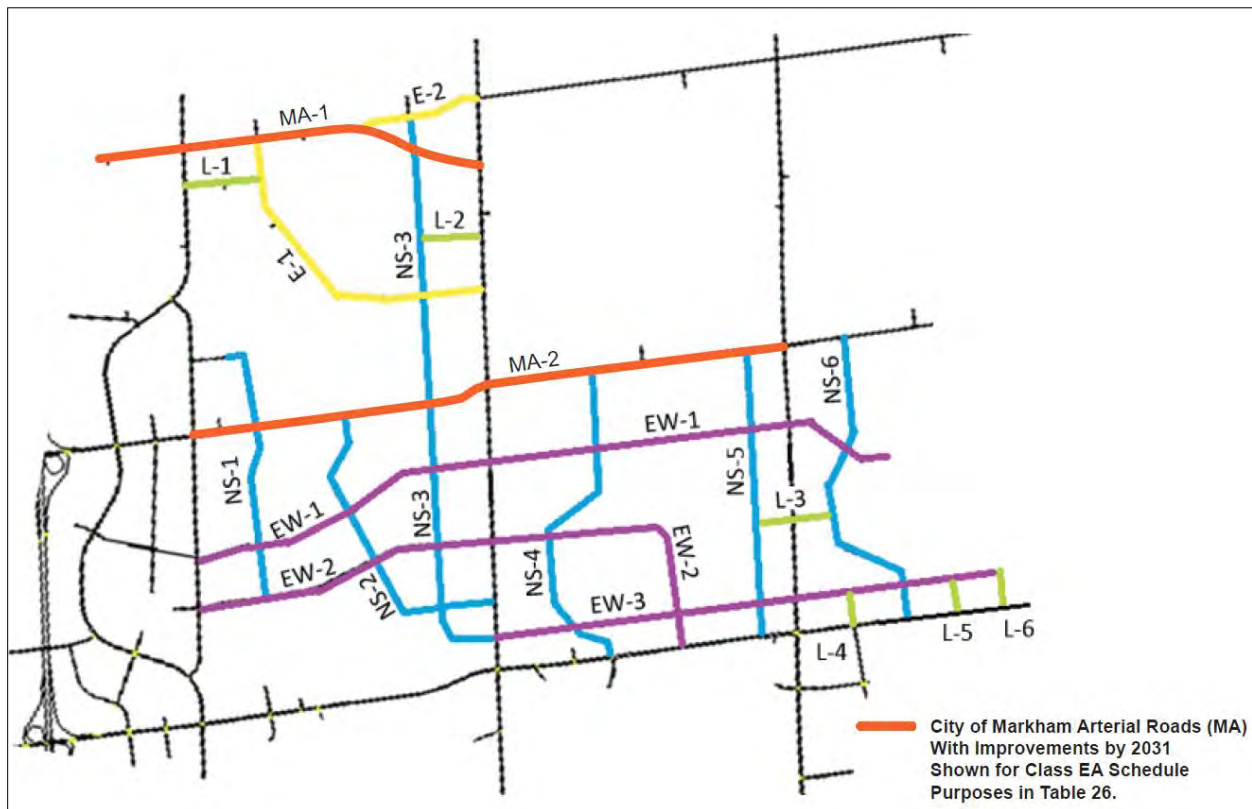 E-2
MA-1
L-1
L-2
NS-3
E-1
MA-2
NS-6
EW-1
NS-1
NS-5
NS-3
L-3
EW-1
NS-4
EW-2
EW-2
NS-2
EW-3
L-4
L-5
L-6
City of Markham Arterial Roads (MA)
With Improvements by 2031
Shown for Class EA Schedule
Purposes in Table 26.